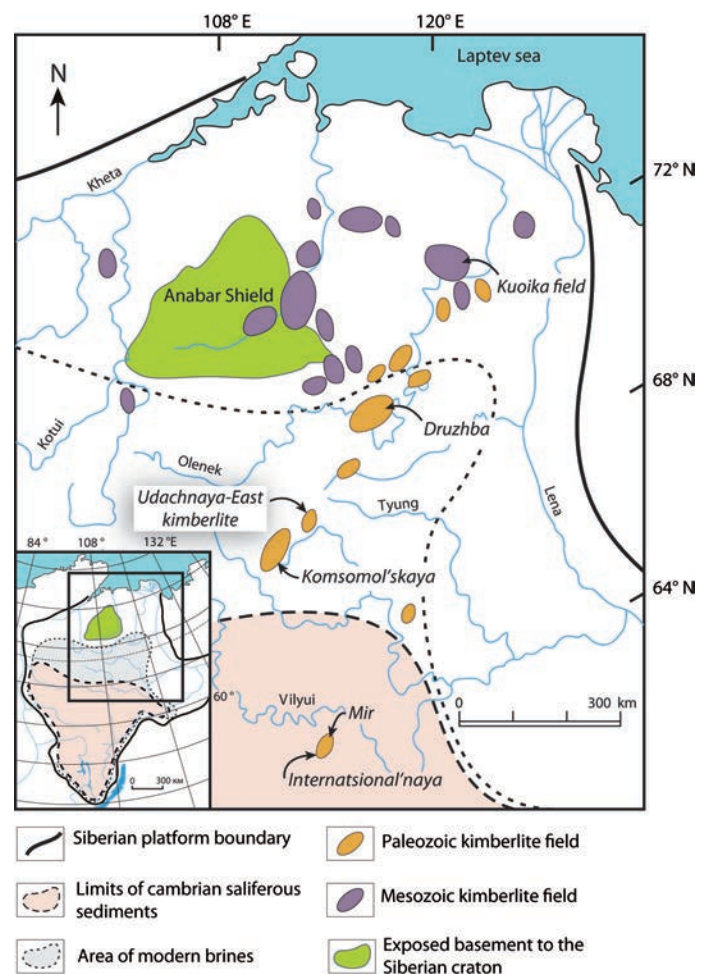 108° E
120° E
Laptev sea
N
72° N
Kheta
Anabar Shield
Kuoika field
68° N
Kotui
Druzhba
Olenek
Udachnaya-East
kimberlite
Tyung
Lena
Komsomol'skaya
64° N
84 °
108°
132°E
60°
Vilyui
Mir
Internatsional'naya
0
300 km
0
300 км
Siberian platform boundary
Paleozoic kimberlite field
Limits of cambrian saliferous
sediments
Mesozoic kimberlite field
Area of modern brines
Exposed basement to the
Siberian craton